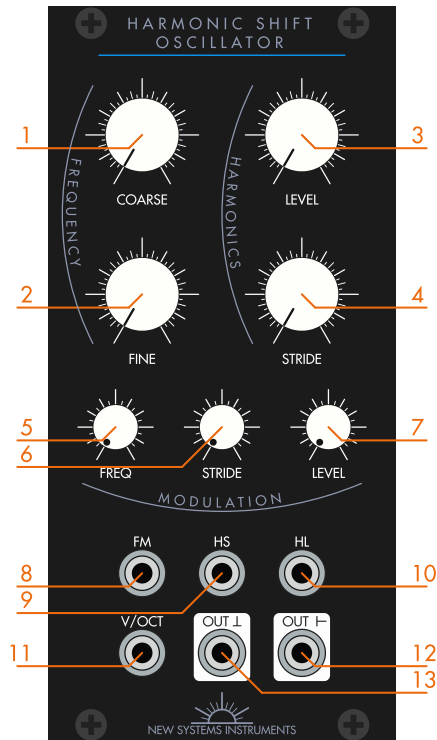 HARMONIC SHIFT
OSCILLATOR
1
3
FREQUENCY
HARMONICS
COARSE
LEVEL
2
4
FINE
STRIDE
5
7
6
FREQ
STRIDE
LEVEL
MODULATION
FM
HS
HL
8
10
9
V/OCT
OUT ⊥
OUT ⊢
11
12
13
NEW SYSTEMS INSTRUMENTS